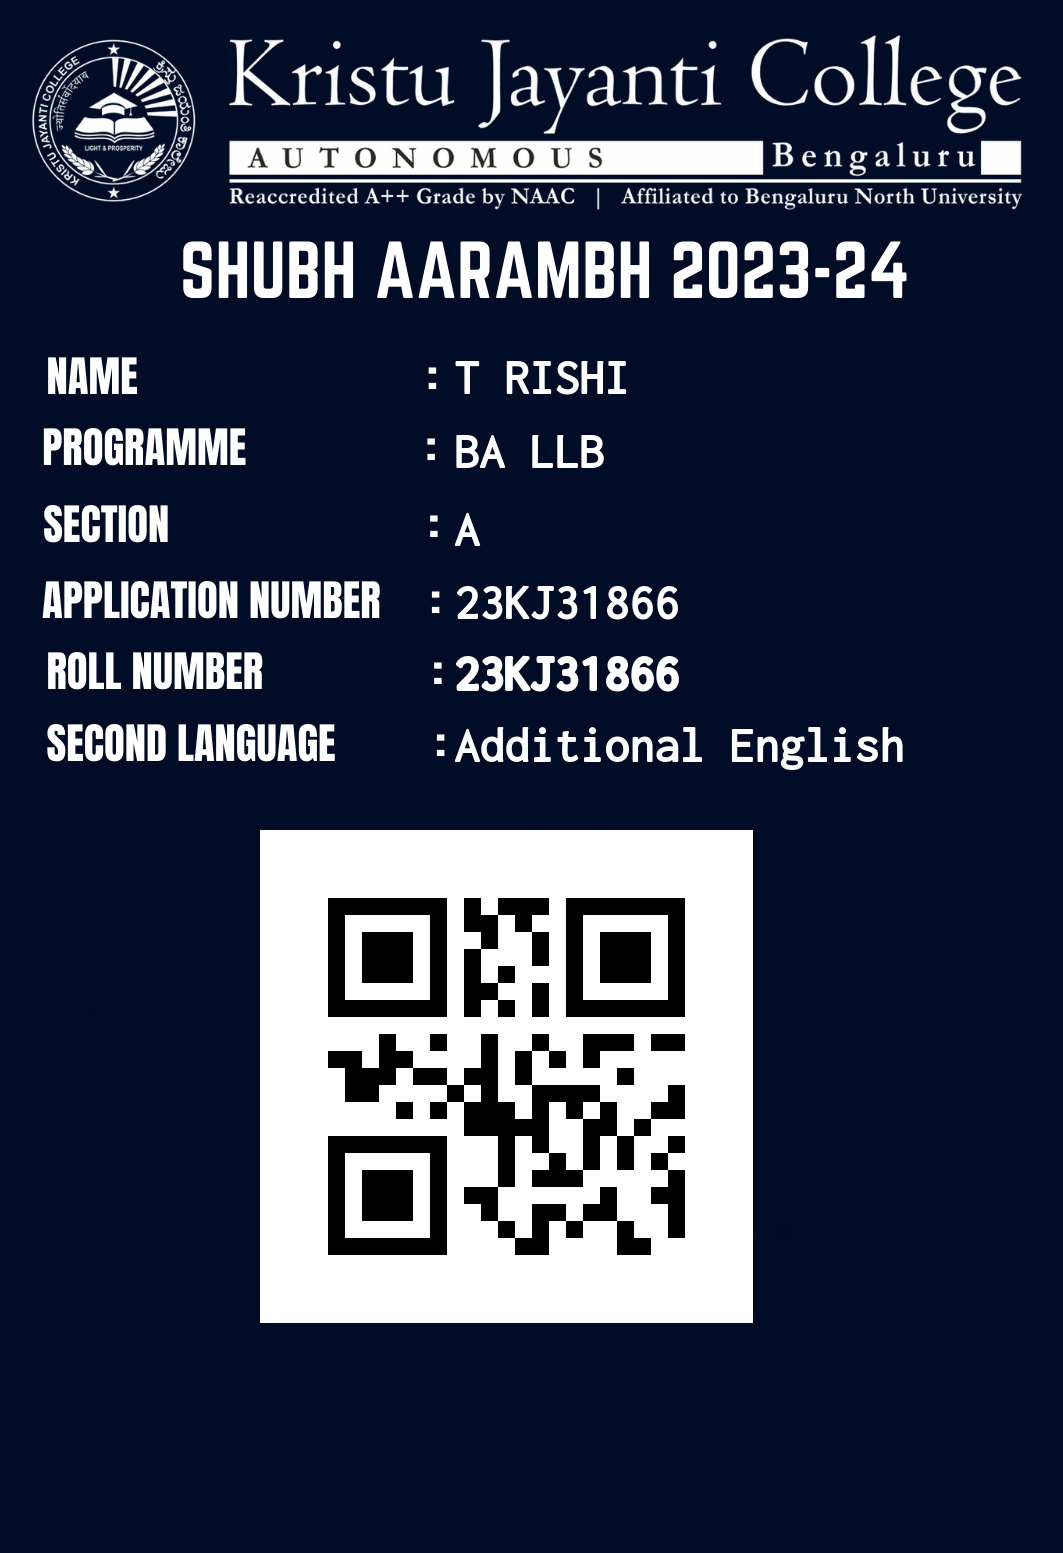 KRISTU JAYANTI COLLEGE
ಕ್ರಿಸ್ತು ಜಯಂತಿ ಕಾಲೇಜು
LIGHT & PROSPERITY
Kristu Jayanti College
AUTONOMOUS Bengaluru
Reaccredited A++ Grade by NAAC | Affiliated to Bengaluru North University
SHUBH AARAMBH 2023-24
NAME : T RISHI
PROGRAMME : BA LLB
SECTION : A
APPLICATION NUMBER : 23KJ31866
ROLL NUMBER : 23KJ31866
SECOND LANGUAGE : Additional English